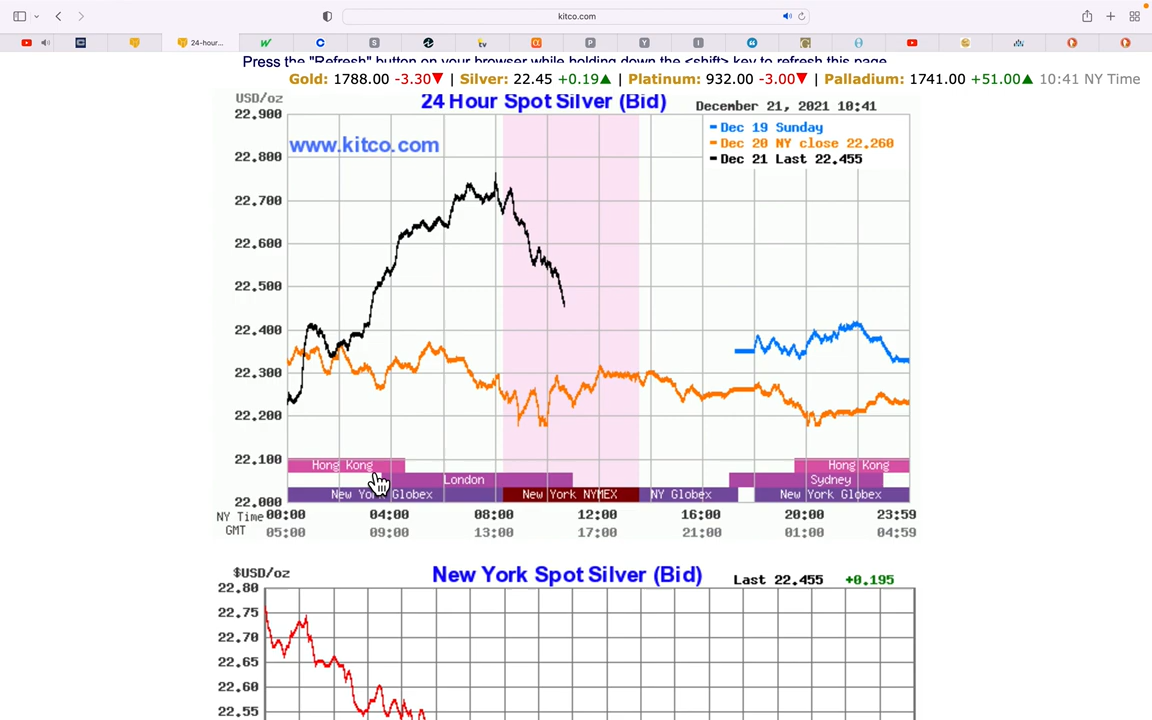 kitco.com
24-hour...
Press the "Refresh" button on your browser while holding down the <shift> key to refresh this page
Gold: 1788.00 -3.30▼ | Silver: 22.45 +0.19▲ | Platinum: 932.00 -3.00▼ | Palladium: 1741.00 +51.00▲ 10:41 NY Time
USD/oz 24 Hour Spot Silver (Bid) December 21, 2021 10:41
22.900
Dec 19 Sunday
www.kitco.com
Dec 20 NY close 22.260
22.800
Dec 21 Last 22.455
22.700
22.600
22.500
22.400
22.300
22.200
22.100
Hong Kong Hong Kong
London Sydney
22.000
New York Globex New York NYMEX NY Globex New York Globex
NY Time 00:00 04:00 08:00 12:00 16:00 20:00 23:59
GMT 05:00 09:00 13:00 17:00 21:00 01:00 04:59
$USD/oz New York Spot Silver (Bid) Last 22.455 +0.195
22.80
22.75
22.70
22.65
22.60
22.55